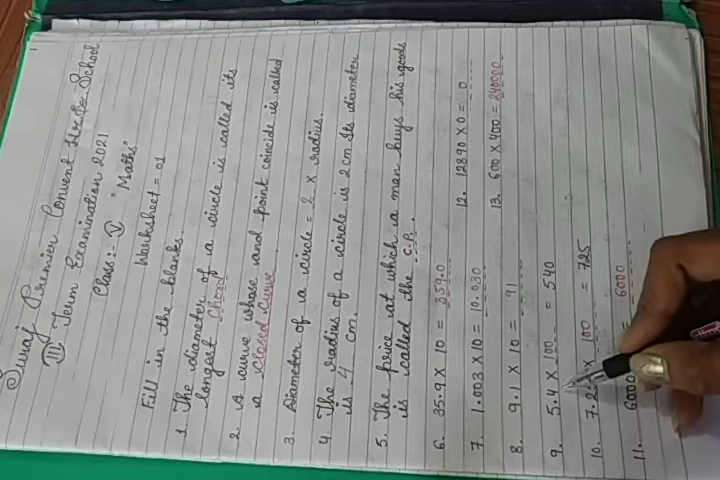 Suraj Premier Convent Hr. Sec. School
III Term Examination 2021
Class:- V "Maths"
Worksheet = 01
Fill in the blanks.
1. The diameter of a circle is called its
longest Chord
2. A curve whose and point coincide is called
a closed curve
3. Diameter of a circle = 2 × radius.
4. The radius of a circle is 2 cm Its diameter
is 4 cm.
5. The price at which a man buys his goods
is called the C.P.
6. 35.9 × 10 = 359.0
7. 1.003 × 10 = 10.030
8. 9.1 × 10 = 91
9. 5.4 × 100 = 540
10. 7.2 × 100 = 725
11. 6000 = 6000
12. 12890 × 0 = 0
13. 600 × 400 = 240000